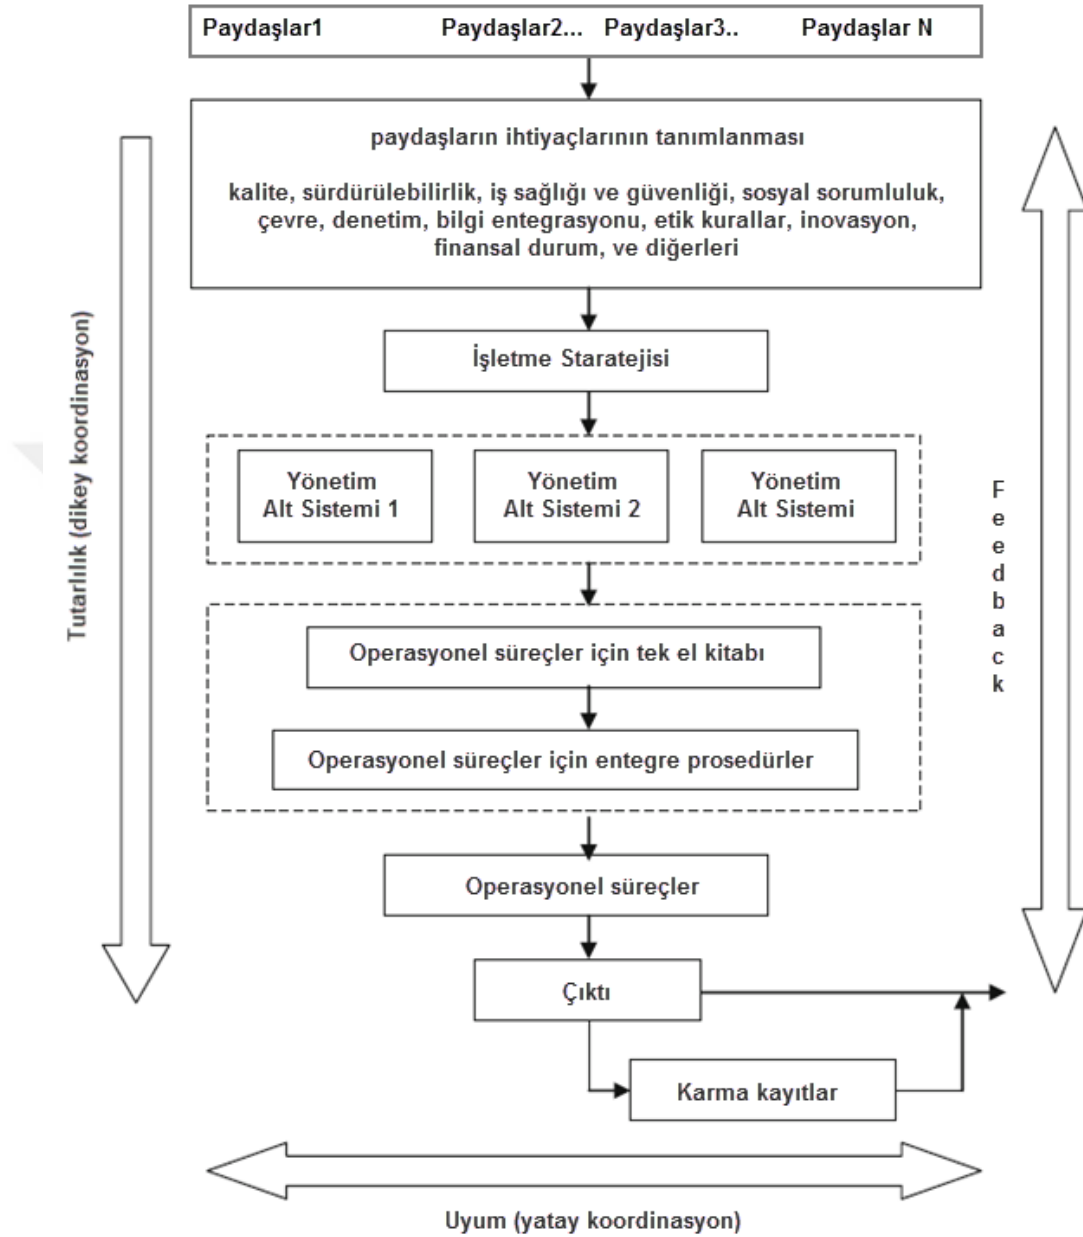 Paydaşlar1 Paydaşlar2... Paydaşlar3.. Paydaşlar N
paydaşların ihtiyaçlarının tanımlanması
kalite, sürdürülebilirlik, iş sağlığı ve güvenliği, sosyal sorumluluk,
çevre, denetim, bilgi entegrasyonu, etik kurallar, inovasyon,
finansal durum, ve diğerleri
İşletme Staratejisi
Yönetim
Alt Sistemi 1
Yönetim
Alt Sistemi 2
Yönetim
Alt Sistemi
Operasyonel süreçler için tek el kitabı
Operasyonel süreçler için entegre prosedürler
Operasyonel süreçler
Çıktı
Karma kayıtlar
Tutarlılık (dikey koordinasyon)
Feedback
Uyum (yatay koordinasyon)